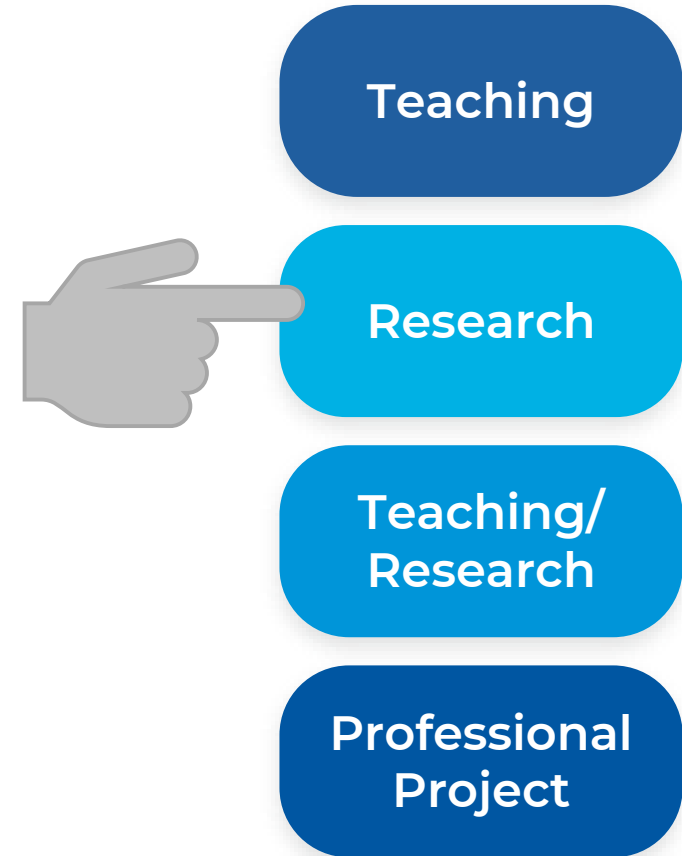 Teaching
Research
Teaching/
Research
Professional
Project